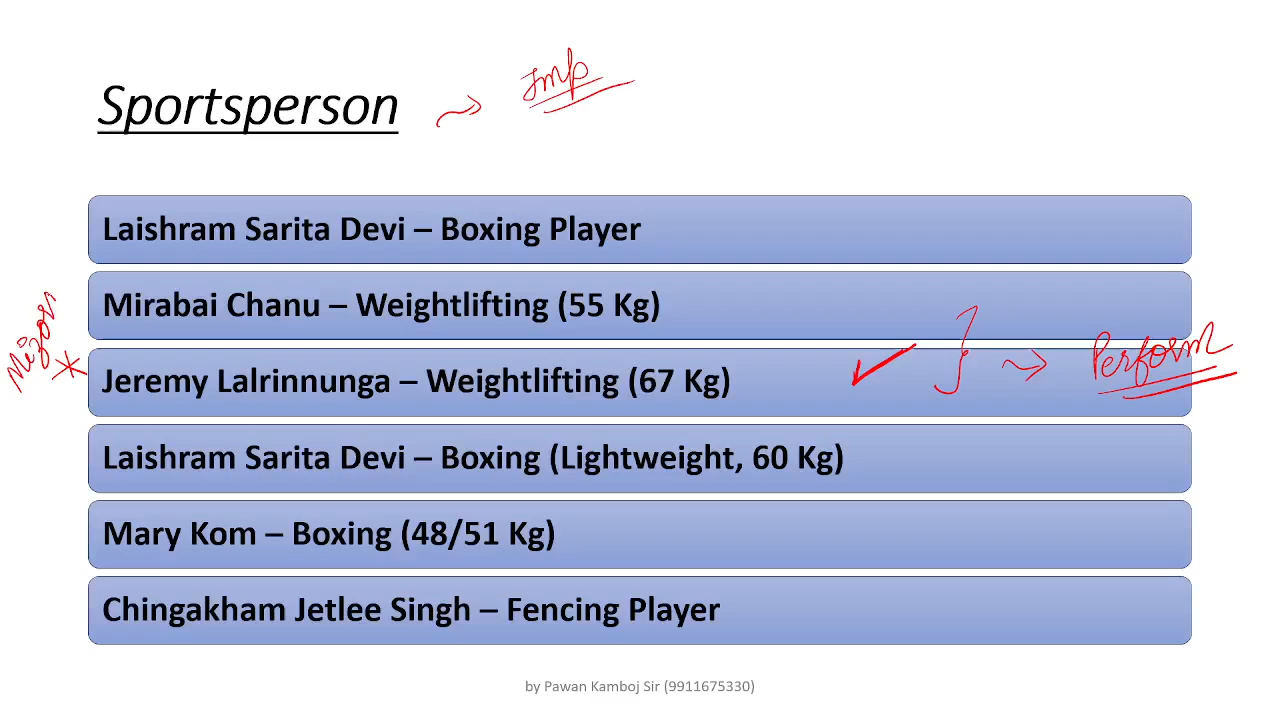 Sportsperson
Imp
Laishram Sarita Devi – Boxing Player
Mirabai Chanu – Weightlifting (55 Kg)
Mizor
Jeremy Lalrinnunga – Weightlifting (67 Kg)
Perform
Laishram Sarita Devi – Boxing (Lightweight, 60 Kg)
Mary Kom – Boxing (48/51 Kg)
Chingakham Jetlee Singh – Fencing Player
by Pawan Kamboj Sir (9911675330)